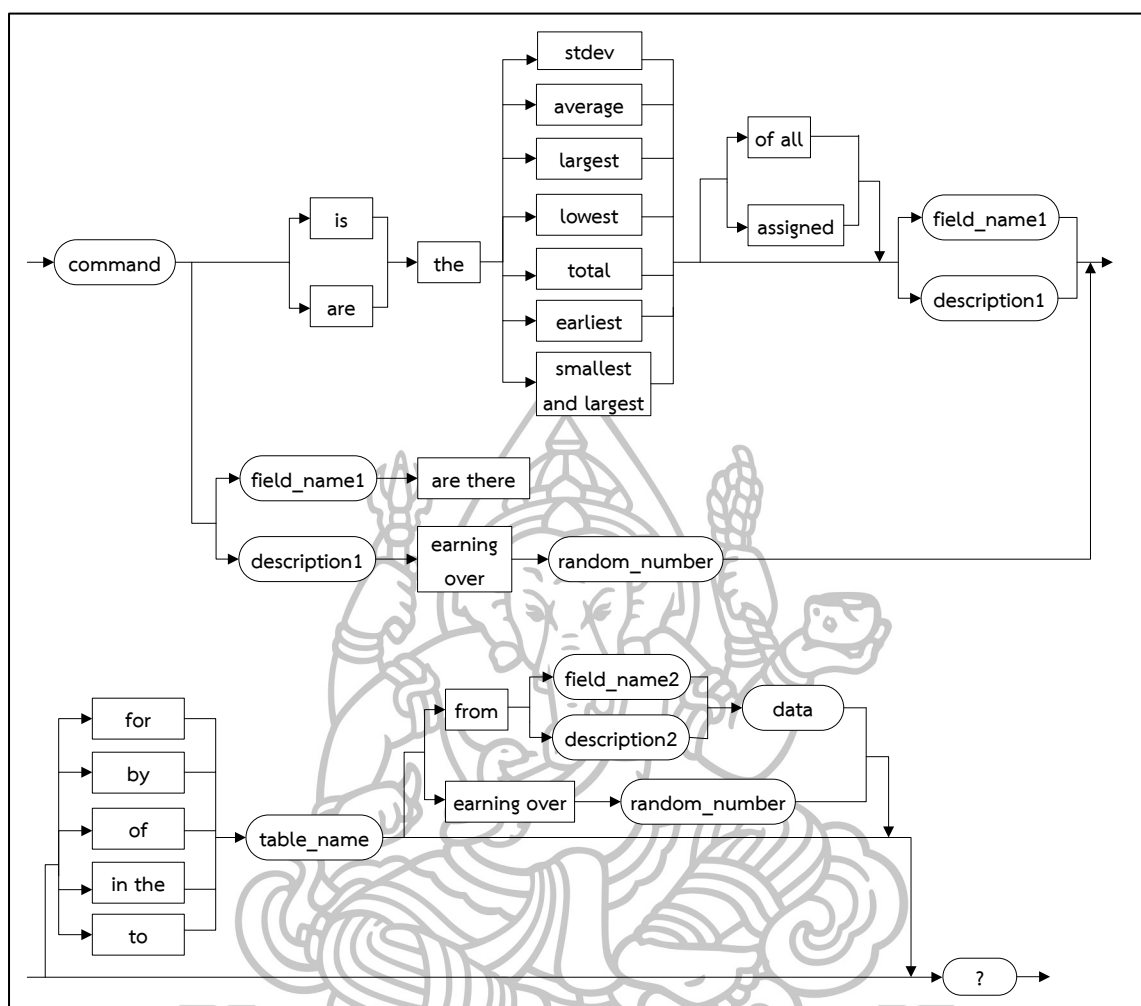 stdev
average
of all
largest
is
lowest
assigned
field_name1
command
the
total
description1
are
earliest
smallest
and largest
field_name1
are there
description1
earning
over
random_number
for
from
field_name2
data
description2
by
earning over
random_number
of
table_name
in the
to
?